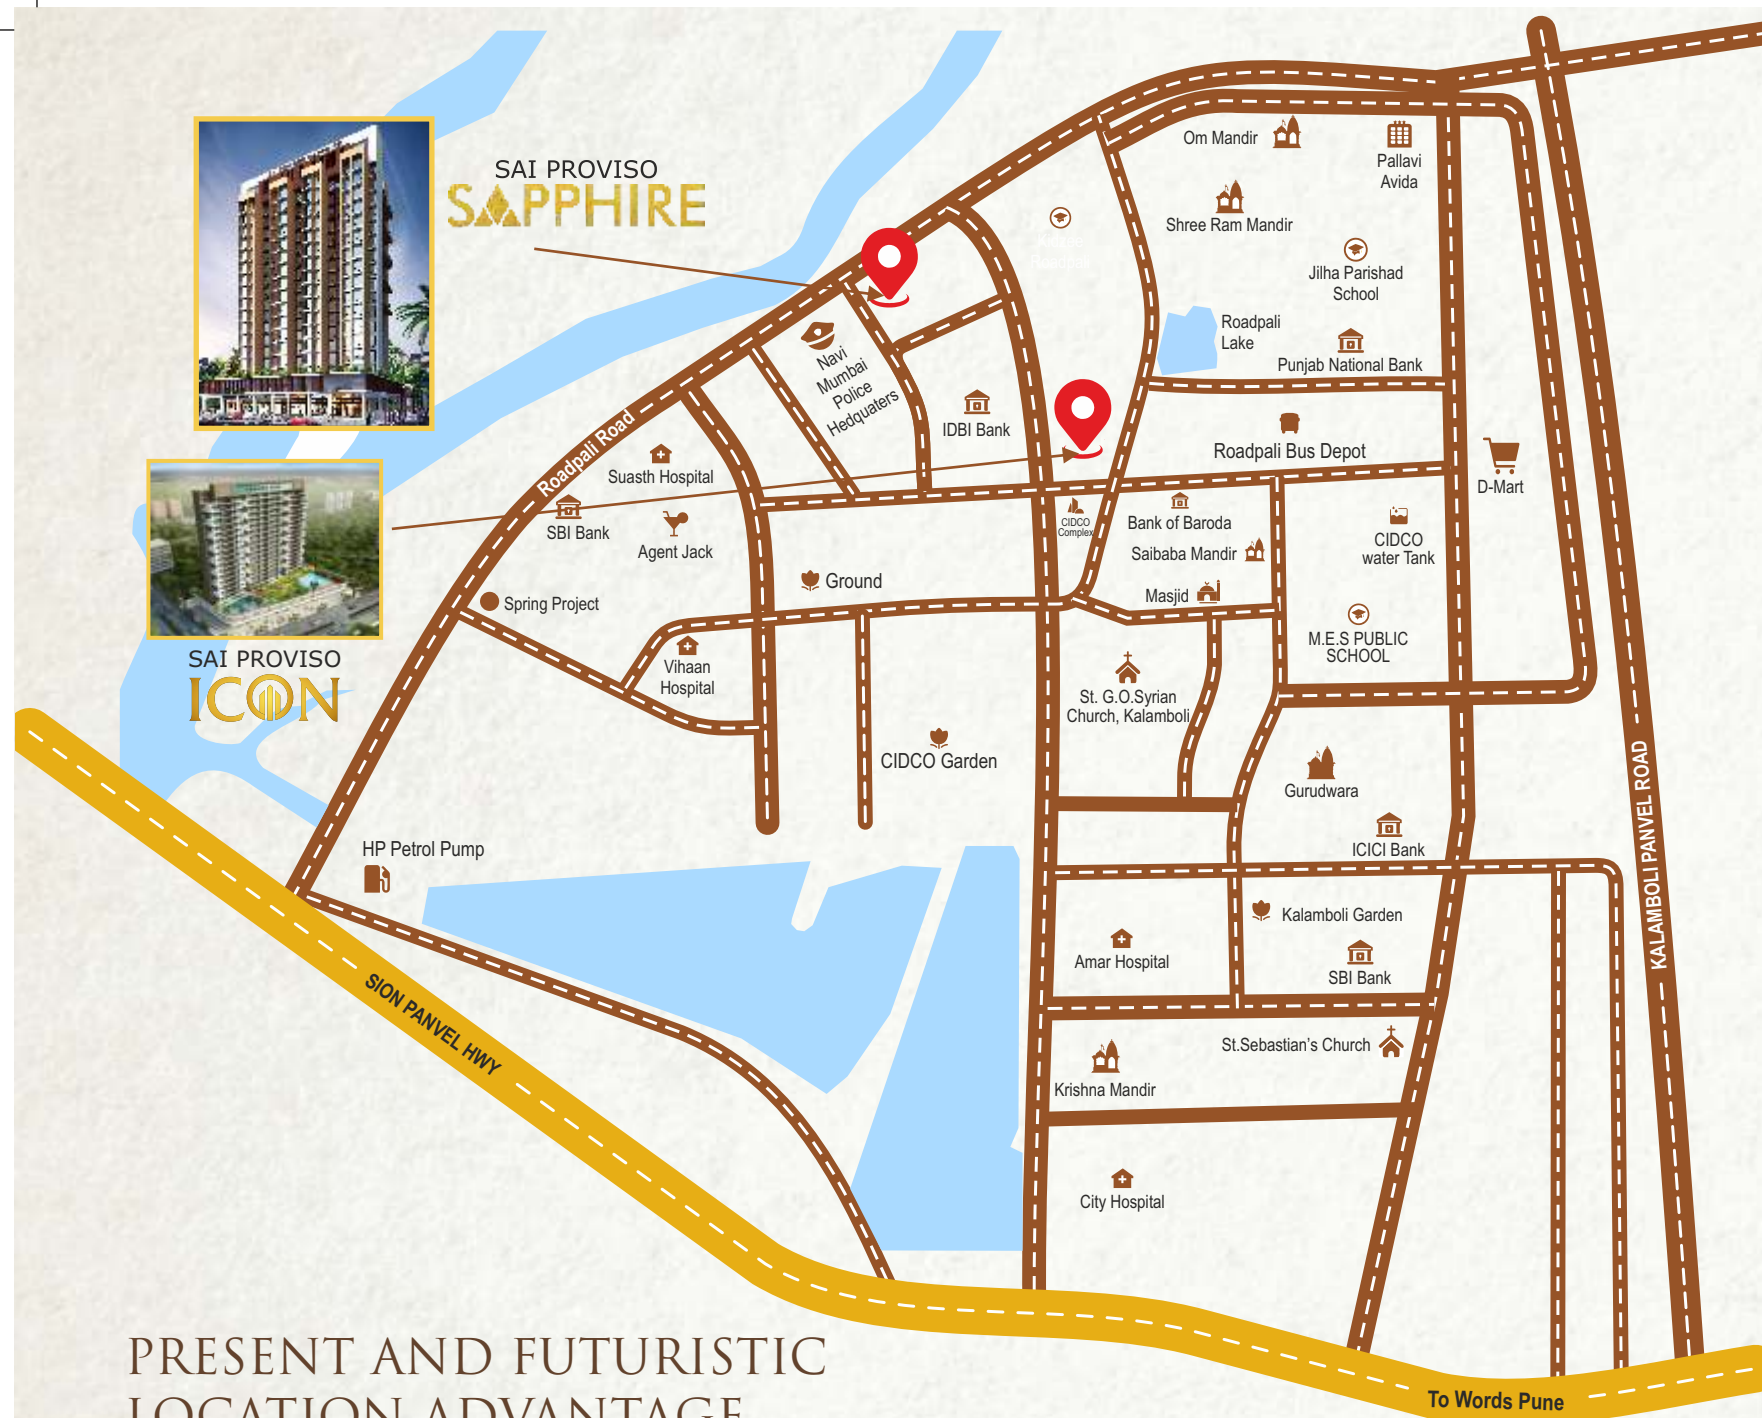 SAI PROVISO
SAPPHIRE
Om Mandir
Pallavi
Avida
Shree Ram Mandir
Jilha Parishad
School
Roadpali
Lake
Punjab National Bank
Navi
Mumbai
Police
Hedquaters
IDBI Bank
Roadpali Road
Suasth Hospital
Roadpali Bus Depot
D-Mart
SBI Bank
Agent Jack
CIDCO
Complex
Bank of Baroda
Saibaba Mandir
CIDCO
water Tank
Ground
Masjid
Spring Project
M.E.S PUBLIC
SCHOOL
SAI PROVISO
ICON
Vihaan
Hospital
St. G.O.Syrian
Church, Kalamboli
CIDCO Garden
Gurudwara
KALAMBOLI PANVEL ROAD
HP Petrol Pump
ICICI Bank
Kalamboli Garden
Amar Hospital
SBI Bank
SION PANVEL HWY
St.Sebastian's Church
Krishna Mandir
City Hospital
PRESENT AND FUTURISTIC
LOCATION ADVANTAGE
To Words Pune